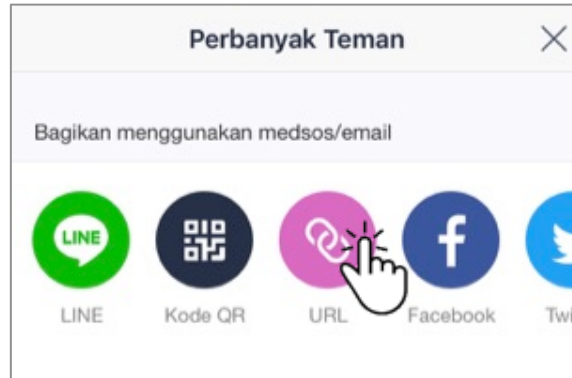 Perbanyak Teman
Bagikan menggunakan medsos/email
LINE
LINE Kode QR URL Facebook